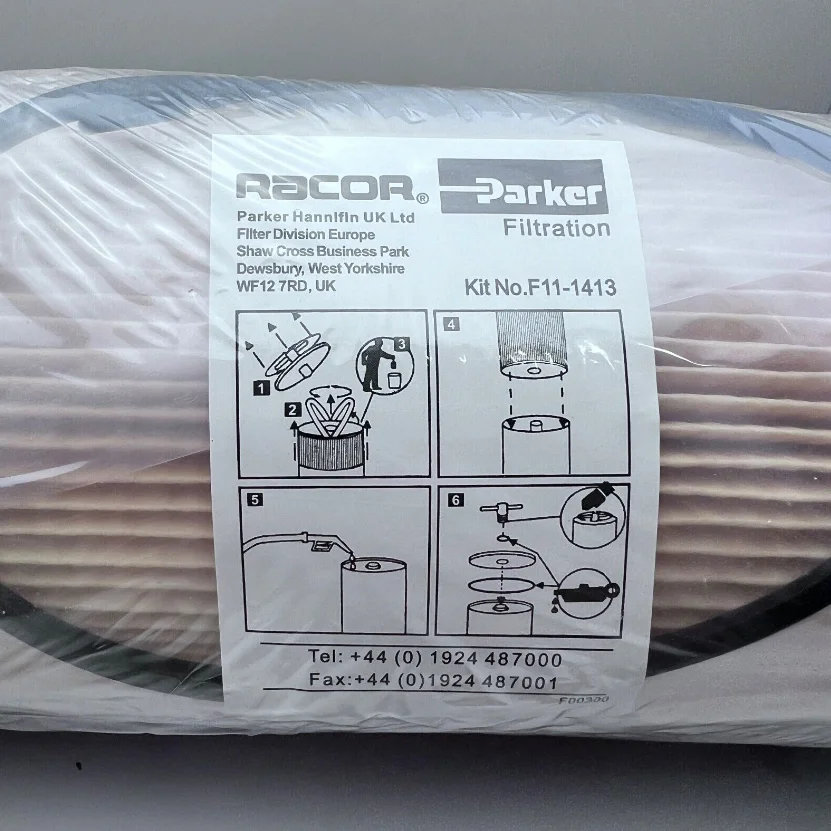 RACOR®
Parker
Filtration
Parker Hannifin UK Ltd
Filter Division Europe
Shaw Cross Business Park
Dewsbury, West Yorkshire
WF12 7RD, UK
Kit No.F11-1413
1
2
3
4
5
6
Tel: +44 (0) 1924 487000
Fax:+44 (0)1924 487001
F00300